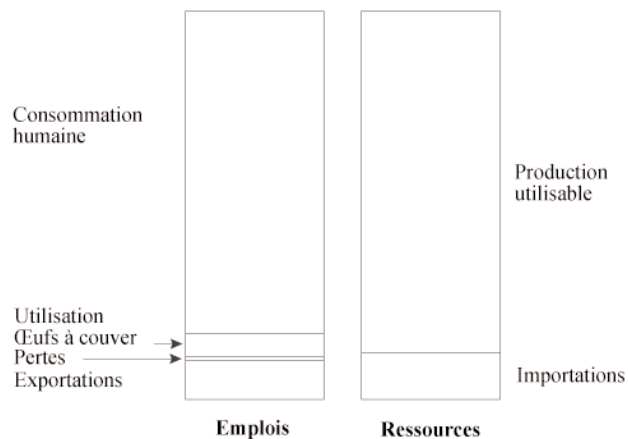 Consommation
humaine
Production
utilisable
Utilisation
Œufs à couver
Pertes
Exportations
Importations
Emplois
Ressources